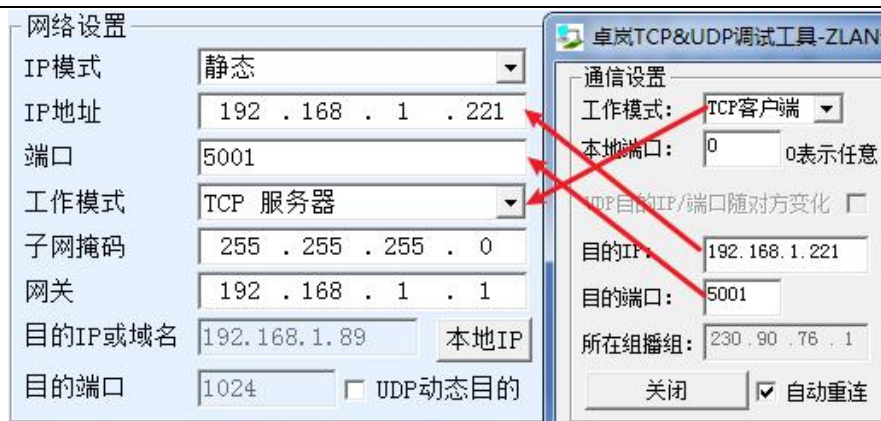 网络设置
IP模式
静态
IP地址
192 . 168 . 1 . 221
端口
5001
工作模式
TCP 服务器
子网掩码
255 . 255 . 255 . 0
网关
192 . 168 . 1 . 1
目的IP或域名
192.168.1.89
本地IP
目的端口
1024
UDP动态目的
卓岚TCP&UDP调试工具-ZLAN
通信设置
工作模式:
TCP客户端
本地端口:
0
0表示任意
UDP目的IP/端口随对方变化
目的IP:
192.168.1.221
目的端口:
5001
所在组播组:
230 .90 .76 . 1
关闭
自动重连